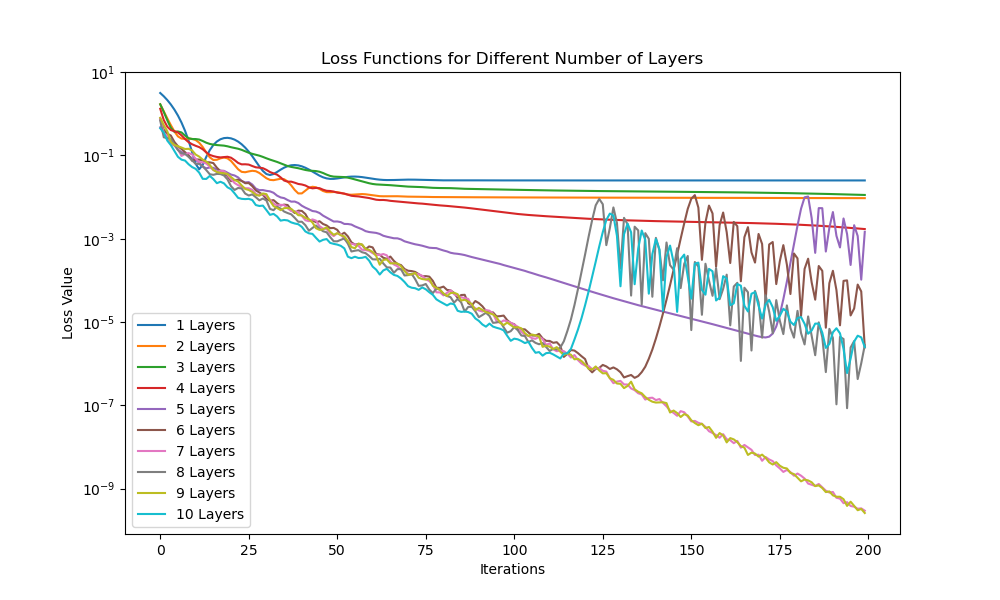 Loss Functions for Different Number of Layers
Loss Value
10^1
10^-1
10^-3
10^-5
10^-7
10^-9
1 Layers
2 Layers
3 Layers
4 Layers
5 Layers
6 Layers
7 Layers
8 Layers
9 Layers
10 Layers
0 25 50 75 100 125 150 175 200
Iterations